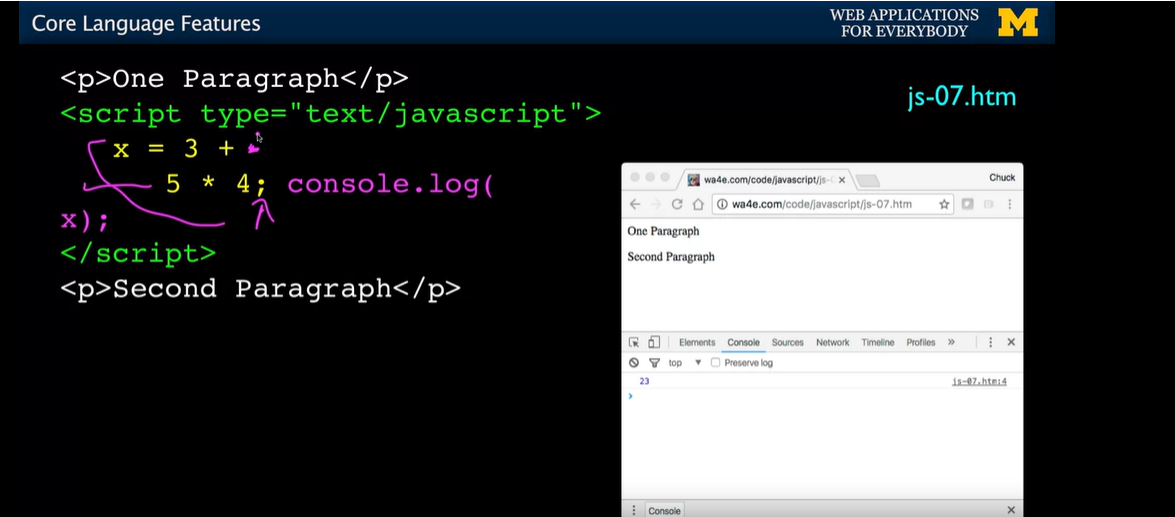 Core Language Features
WEB APPLICATIONS
FOR EVERYBODY
M
<p>One Paragraph</p>
js-07.htm
<script type="text/javascript">
x = 3 +
5 * 4; console.log(
x);
</script>
<p>Second Paragraph</p>
wa4e.com/code/javascript/js-
Chuck
wa4e.com/code/javascript/js-07.htm
One Paragraph
Second Paragraph
Elements Console Sources Network Timeline Profiles »
top ▼ Preserve log
23 js-07.htm:4
>
Console